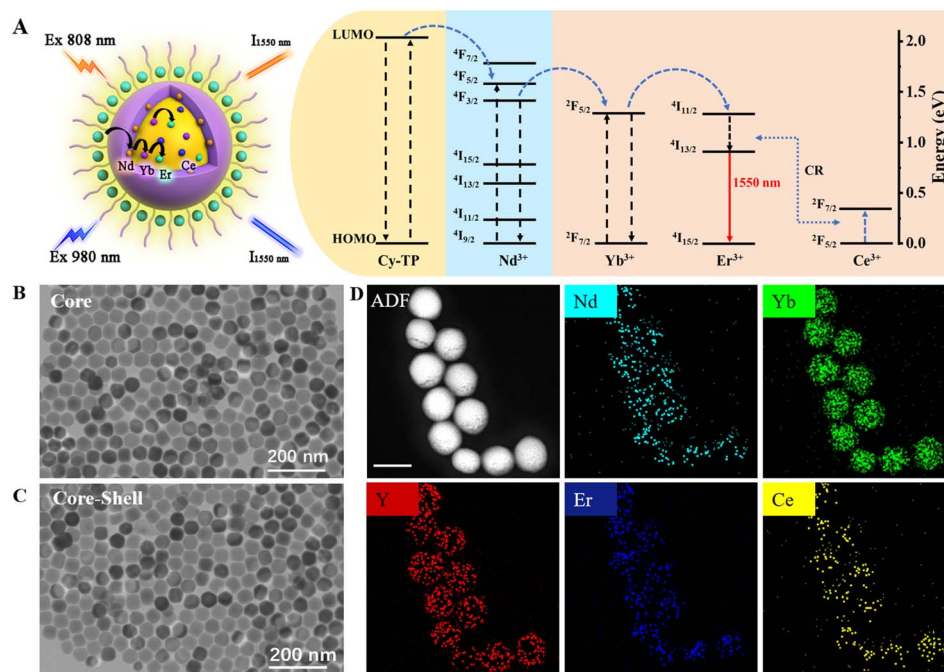 A
Ex 808 nm
I1550 nm
Nd
Yb
Er
Ce
Ex 980 nm
I1550 nm
LUMO
HOMO
Cy-TP
⁴F₇/₂
⁴F₅/₂
⁴F₃/₂
⁴I₁₅/₂
⁴I₁₃/₂
⁴I₁₁/₂
⁴I₉/₂
Nd³⁺
²F₅/₂
²F₇/₂
Yb³⁺
⁴I₁₁/₂
⁴I₁₃/₂
1550 nm
⁴I₁₅/₂
Er³⁺
CR
²F₇/₂
²F₅/₂
Ce³⁺
2.0
1.5
1.0
0.5
0.0
Energy (eV)
B
Core
200 nm
C
Core-Shell
200 nm
D
ADF
Nd
Yb
Y
Er
Ce